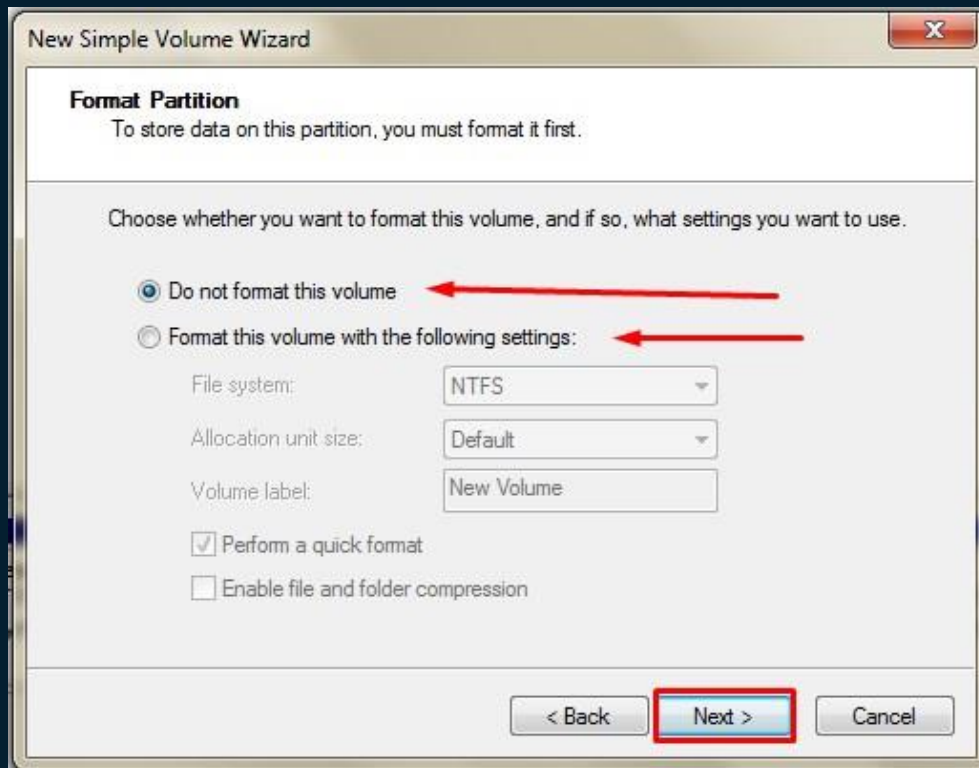 New Simple Volume Wizard
Format Partition
To store data on this partition, you must format it first.
Choose whether you want to format this volume, and if so, what settings you want to use.
Do not format this volume
Format this volume with the following settings:
File system: NTFS
Allocation unit size: Default
Volume label: New Volume
Perform a quick format
Enable file and folder compression
< Back Next > Cancel